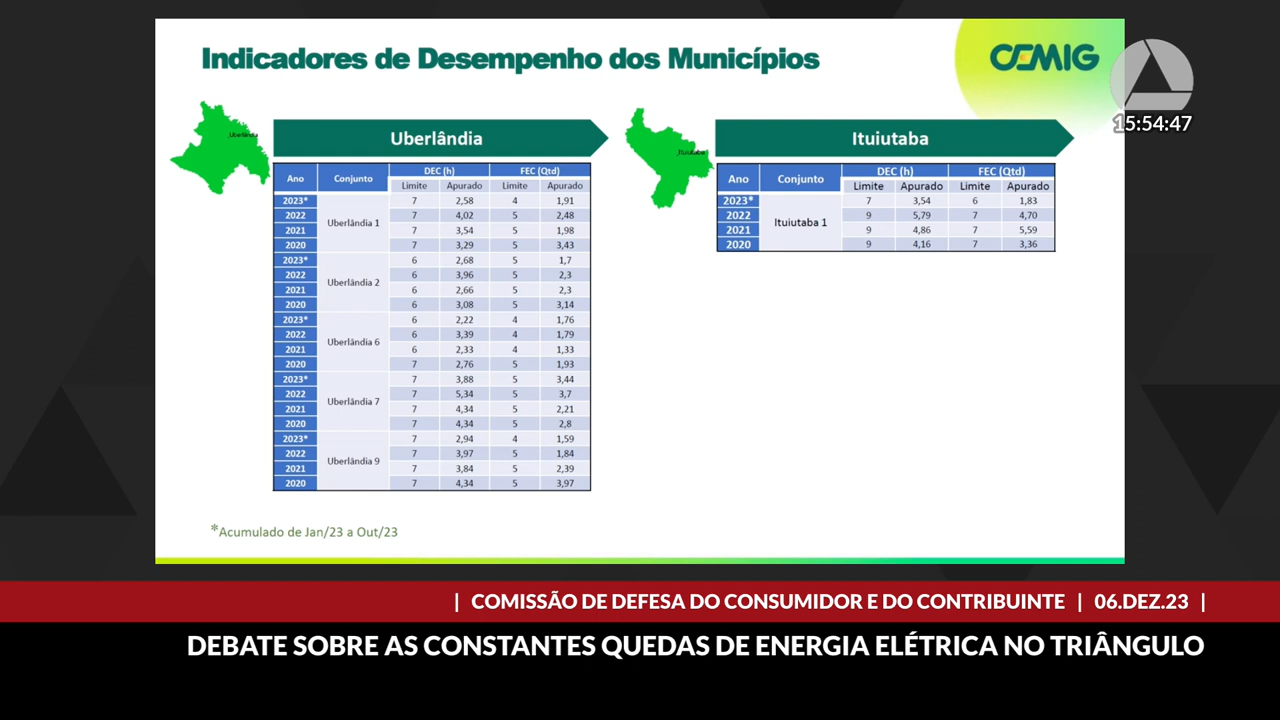 Indicadores de Desempenho dos Municípios
CEMIG
15:54:47
Uberlândia
Uberlândia
Ano Conjunto DEC (h) FEC (Qtd)
Limite Apurado Limite Apurado
2023* 7 2,58 4 1,91
2022 7 4,02 5 2,48
Uberlândia 1
2021 7 3,54 5 1,98
2020 7 3,29 5 3,43
2023* 6 2,68 5 1,7
2022 6 3,96 5 2,3
Uberlândia 2
2021 6 2,66 5 2,3
2020 6 3,08 5 3,14
2023* 6 2,22 4 1,76
2022 6 3,39 4 1,79
Uberlândia 6
2021 6 2,33 4 1,33
2020 7 2,76 5 1,93
2023* 7 3,88 5 3,44
2022 7 5,34 5 3,7
Uberlândia 7
2021 7 4,34 5 2,21
2020 7 4,34 5 2,8
2023* 7 2,94 4 1,59
2022 7 3,97 5 1,84
Uberlândia 9
2021 7 3,84 5 2,39
2020 7 4,34 5 3,97
Ituiutaba
Ituiutaba
Ano Conjunto DEC (h) FEC (Qtd)
Limite Apurado Limite Apurado
2023* 7 3,54 6 1,83
2022 9 5,79 7 4,70
Ituiutaba 1
2021 9 4,86 7 5,59
2020 9 4,16 7 3,36
*Acumulado de Jan/23 a Out/23
| COMISSÃO DE DEFESA DO CONSUMIDOR E DO CONTRIBUINTE | 06.DEZ.23 |
DEBATE SOBRE AS CONSTANTES QUEDAS DE ENERGIA ELÉTRICA NO TRIÂNGULO